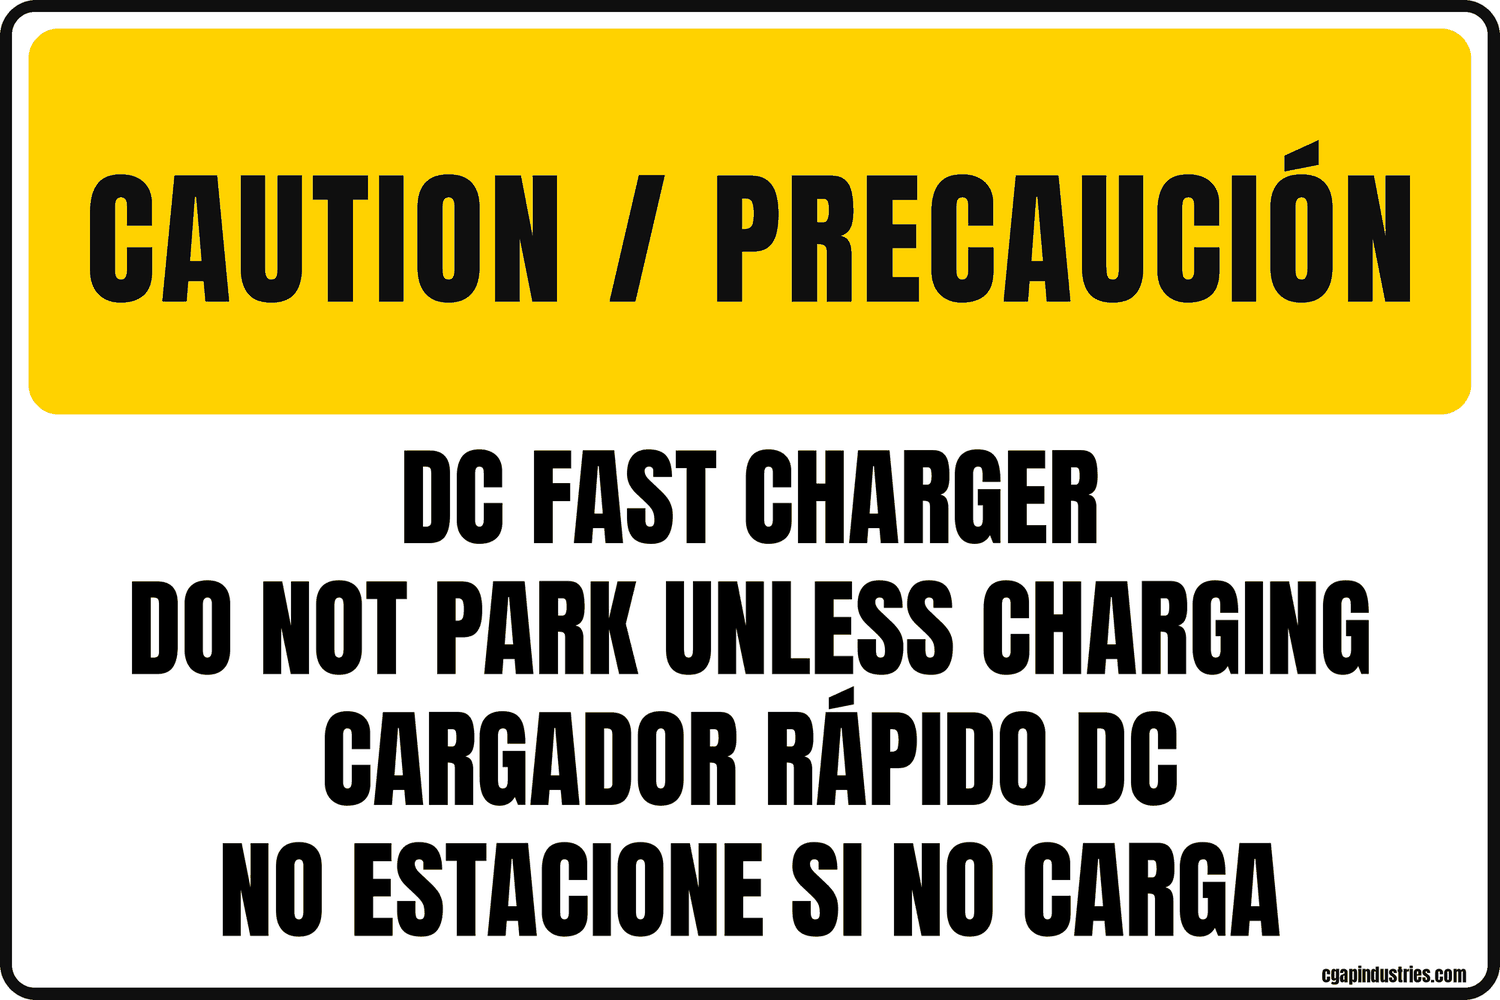 CAUTION / PRECAUCIÓN
DC FAST CHARGER
DO NOT PARK UNLESS CHARGING
CARGADOR RÁPIDO DC
NO ESTACIONE SI NO CARGA
cgapindustries.com